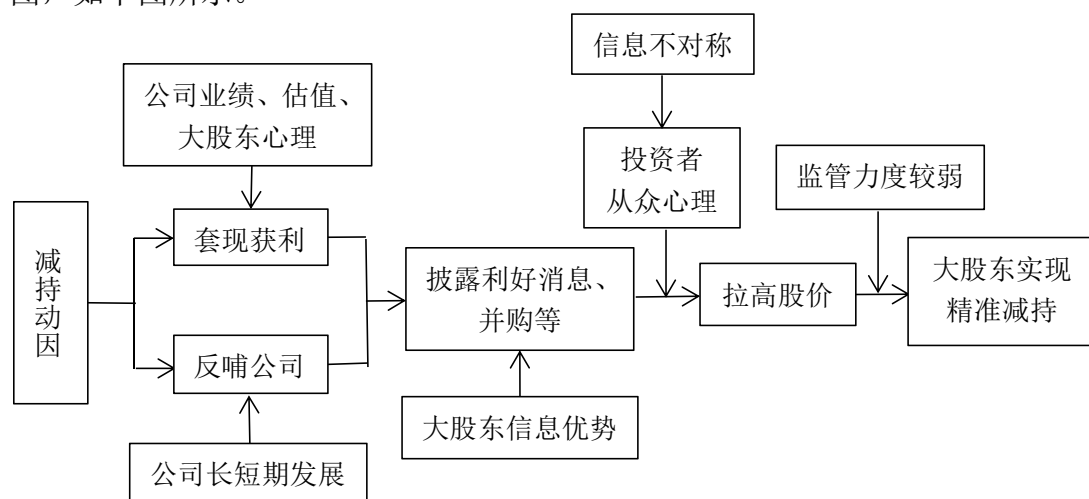 图，如下图所示。
信息不对称
公司业绩、估值、
大股东心理
投资者
从众心理
监管力度较弱
减持动因
套现获利
披露利好消息、
并购等
拉高股价
大股东实现
精准减持
反哺公司
大股东信息优势
公司长短期发展